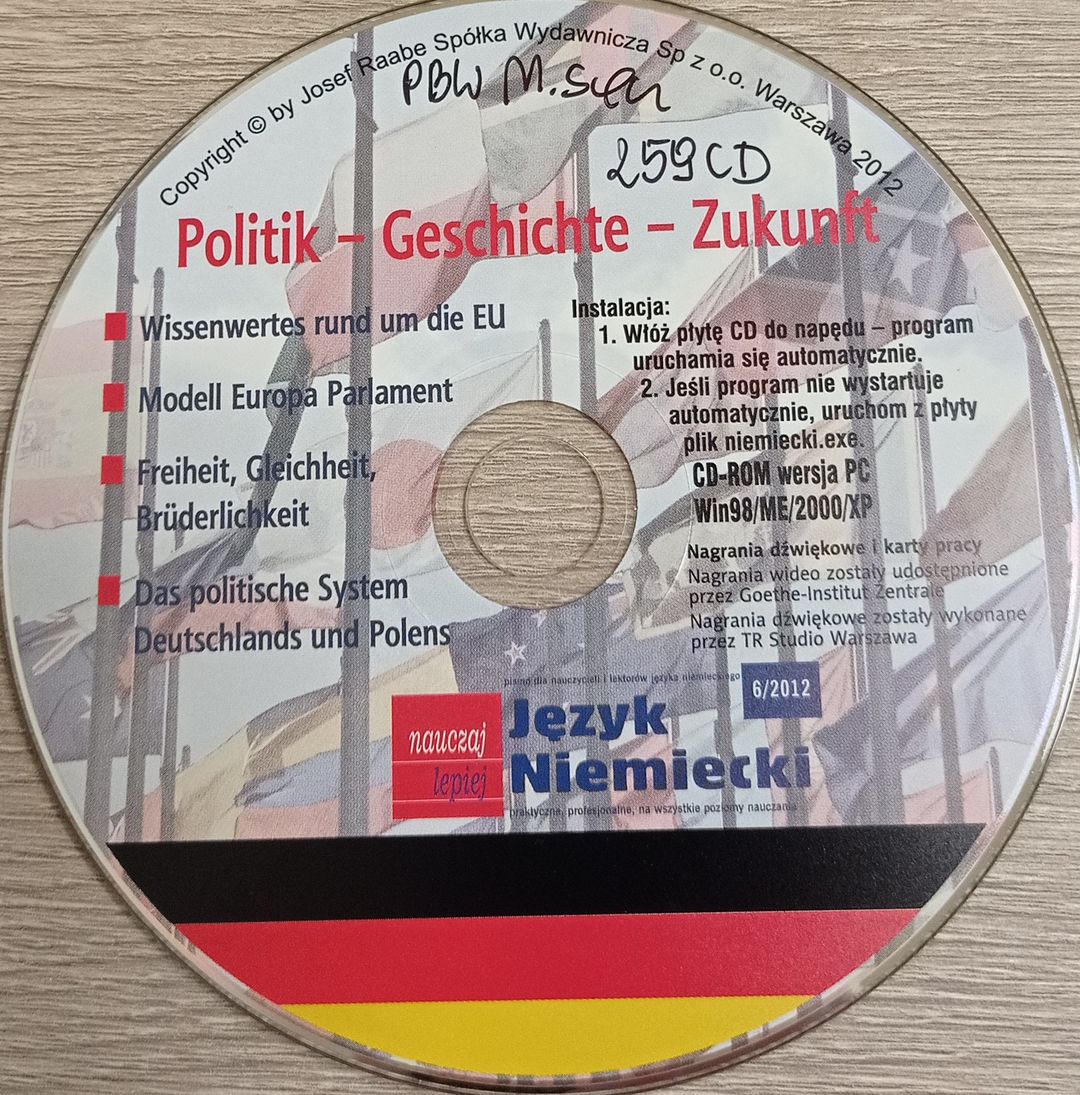 Copyright © by Josef Raabe Spółka Wydawnicza Sp z o.o. Warszawa 2012
PBW M.
259 CD
Politik – Geschichte – Zukunft
Wissenwertes rund um die EU
Modell Europa Parlament
Freiheit, Gleichheit,
Brüderlichkeit
Das politische System
Deutschlands und Polens
Instalacja:
1. Włóż płytę CD do napędu – program
uruchamia się automatycznie.
2. Jeśli program nie wystartuje
automatycznie, uruchom z płyty
plik niemiecki.exe.
CD-ROM wersja PC
Win98/ME/2000/XP
Nagrania dźwiękowe i karty pracy
Nagrania wideo zostały udostępnione
przez Goethe-Institut Zentrale
Nagrania dźwiękowe zostały wykonane
przez TR Studio Warszawa
pismo dla nauczycieli i lektorów języka niemieckiego
6/2012
nauczaj
lepiej
Język
Niemiecki
praktyczne, profesjonalne, na wszystkie poziomy nauczania